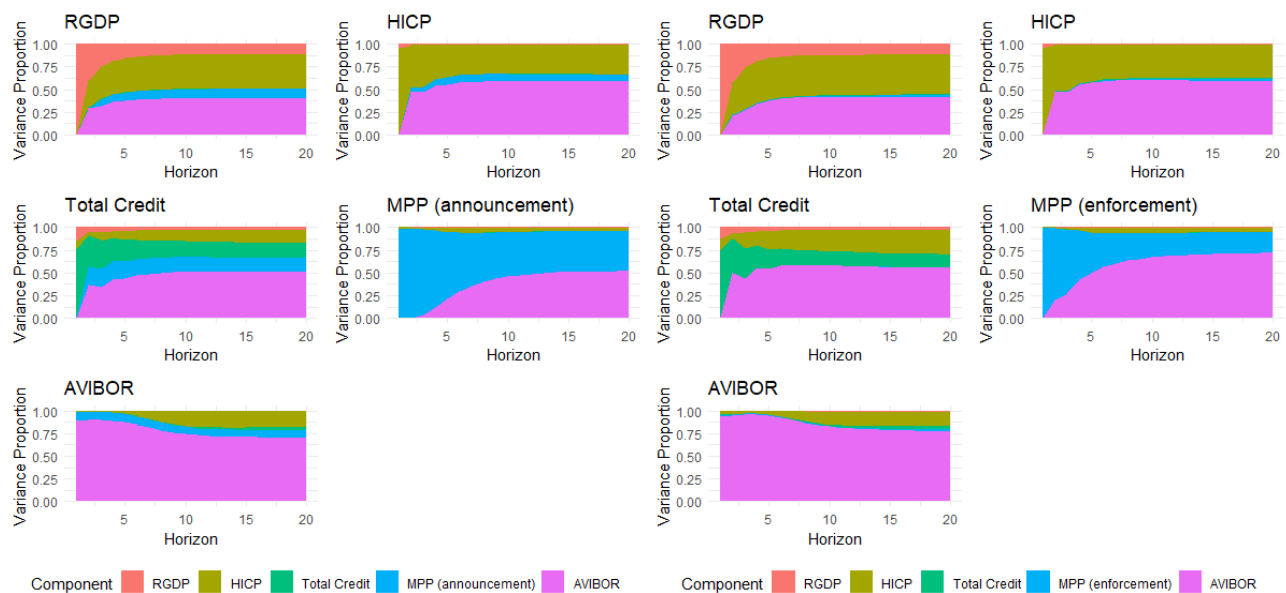 RGDP HICP RGDP HICP
Variance Proportion Variance Proportion Variance Proportion Variance Proportion
1.00 1.00 1.00 1.00
0.75 0.75 0.75 0.75
0.50 0.50 0.50 0.50
0.25 0.25 0.25 0.25
0.00 0.00 0.00 0.00
5 10 15 20 5 10 15 20 5 10 15 20 5 10 15 20
Horizon Horizon Horizon Horizon
Total Credit MPP (announcement) Total Credit MPP (enforcement)
Variance Proportion Variance Proportion Variance Proportion Variance Proportion
1.00 1.00 1.00 1.00
0.75 0.75 0.75 0.75
0.50 0.50 0.50 0.50
0.25 0.25 0.25 0.25
0.00 0.00 0.00 0.00
5 10 15 20 5 10 15 20 5 10 15 20 5 10 15 20
Horizon Horizon Horizon Horizon
AVIBOR AVIBOR
Variance Proportion Variance Proportion
1.00 1.00
0.75 0.75
0.50 0.50
0.25 0.25
0.00 0.00
5 10 15 20 5 10 15 20
Horizon Horizon
Component RGDP HICP Total Credit MPP (announcement) AVIBOR Component RGDP HICP Total Credit MPP (enforcement) AVIBOR